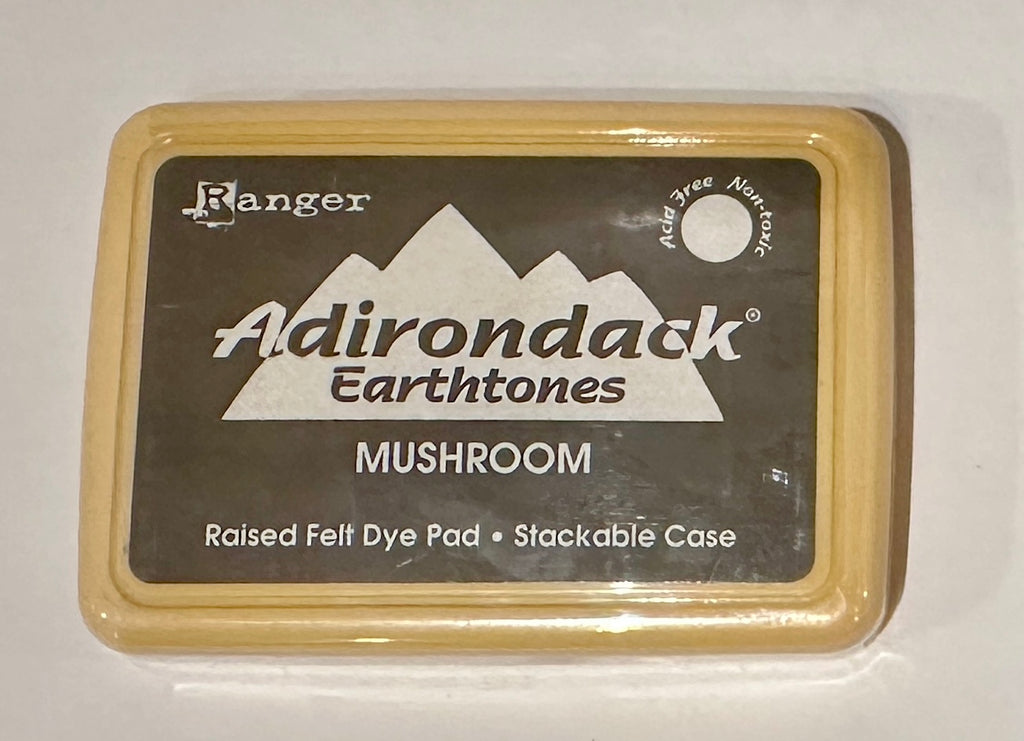 Ranger
Acid Free Non-toxic
Adirondack®
Earthtones
MUSHROOM
Raised Felt Dye Pad • Stackable Case